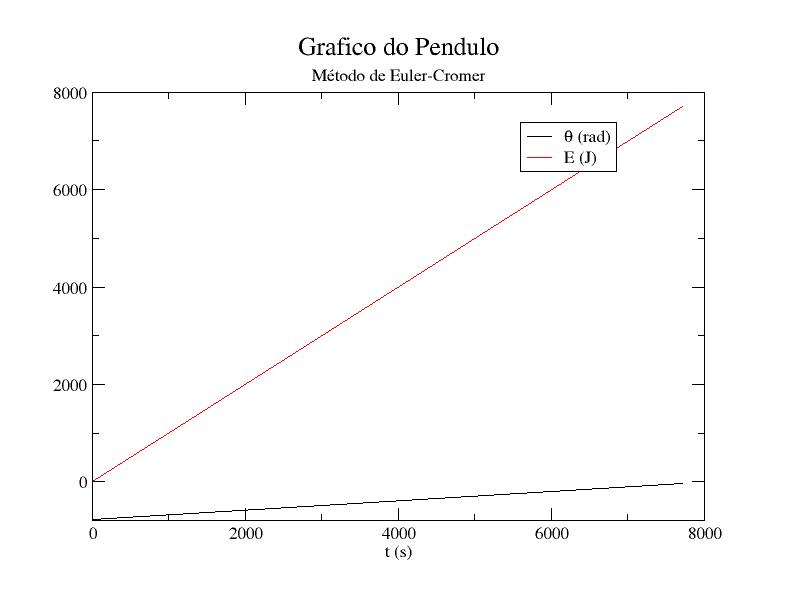 Grafico do Pendulo
Método de Euler-Cromer
8000
θ (rad)
E (J)
6000
4000
2000
0
0 2000 4000 6000 8000
t (s)